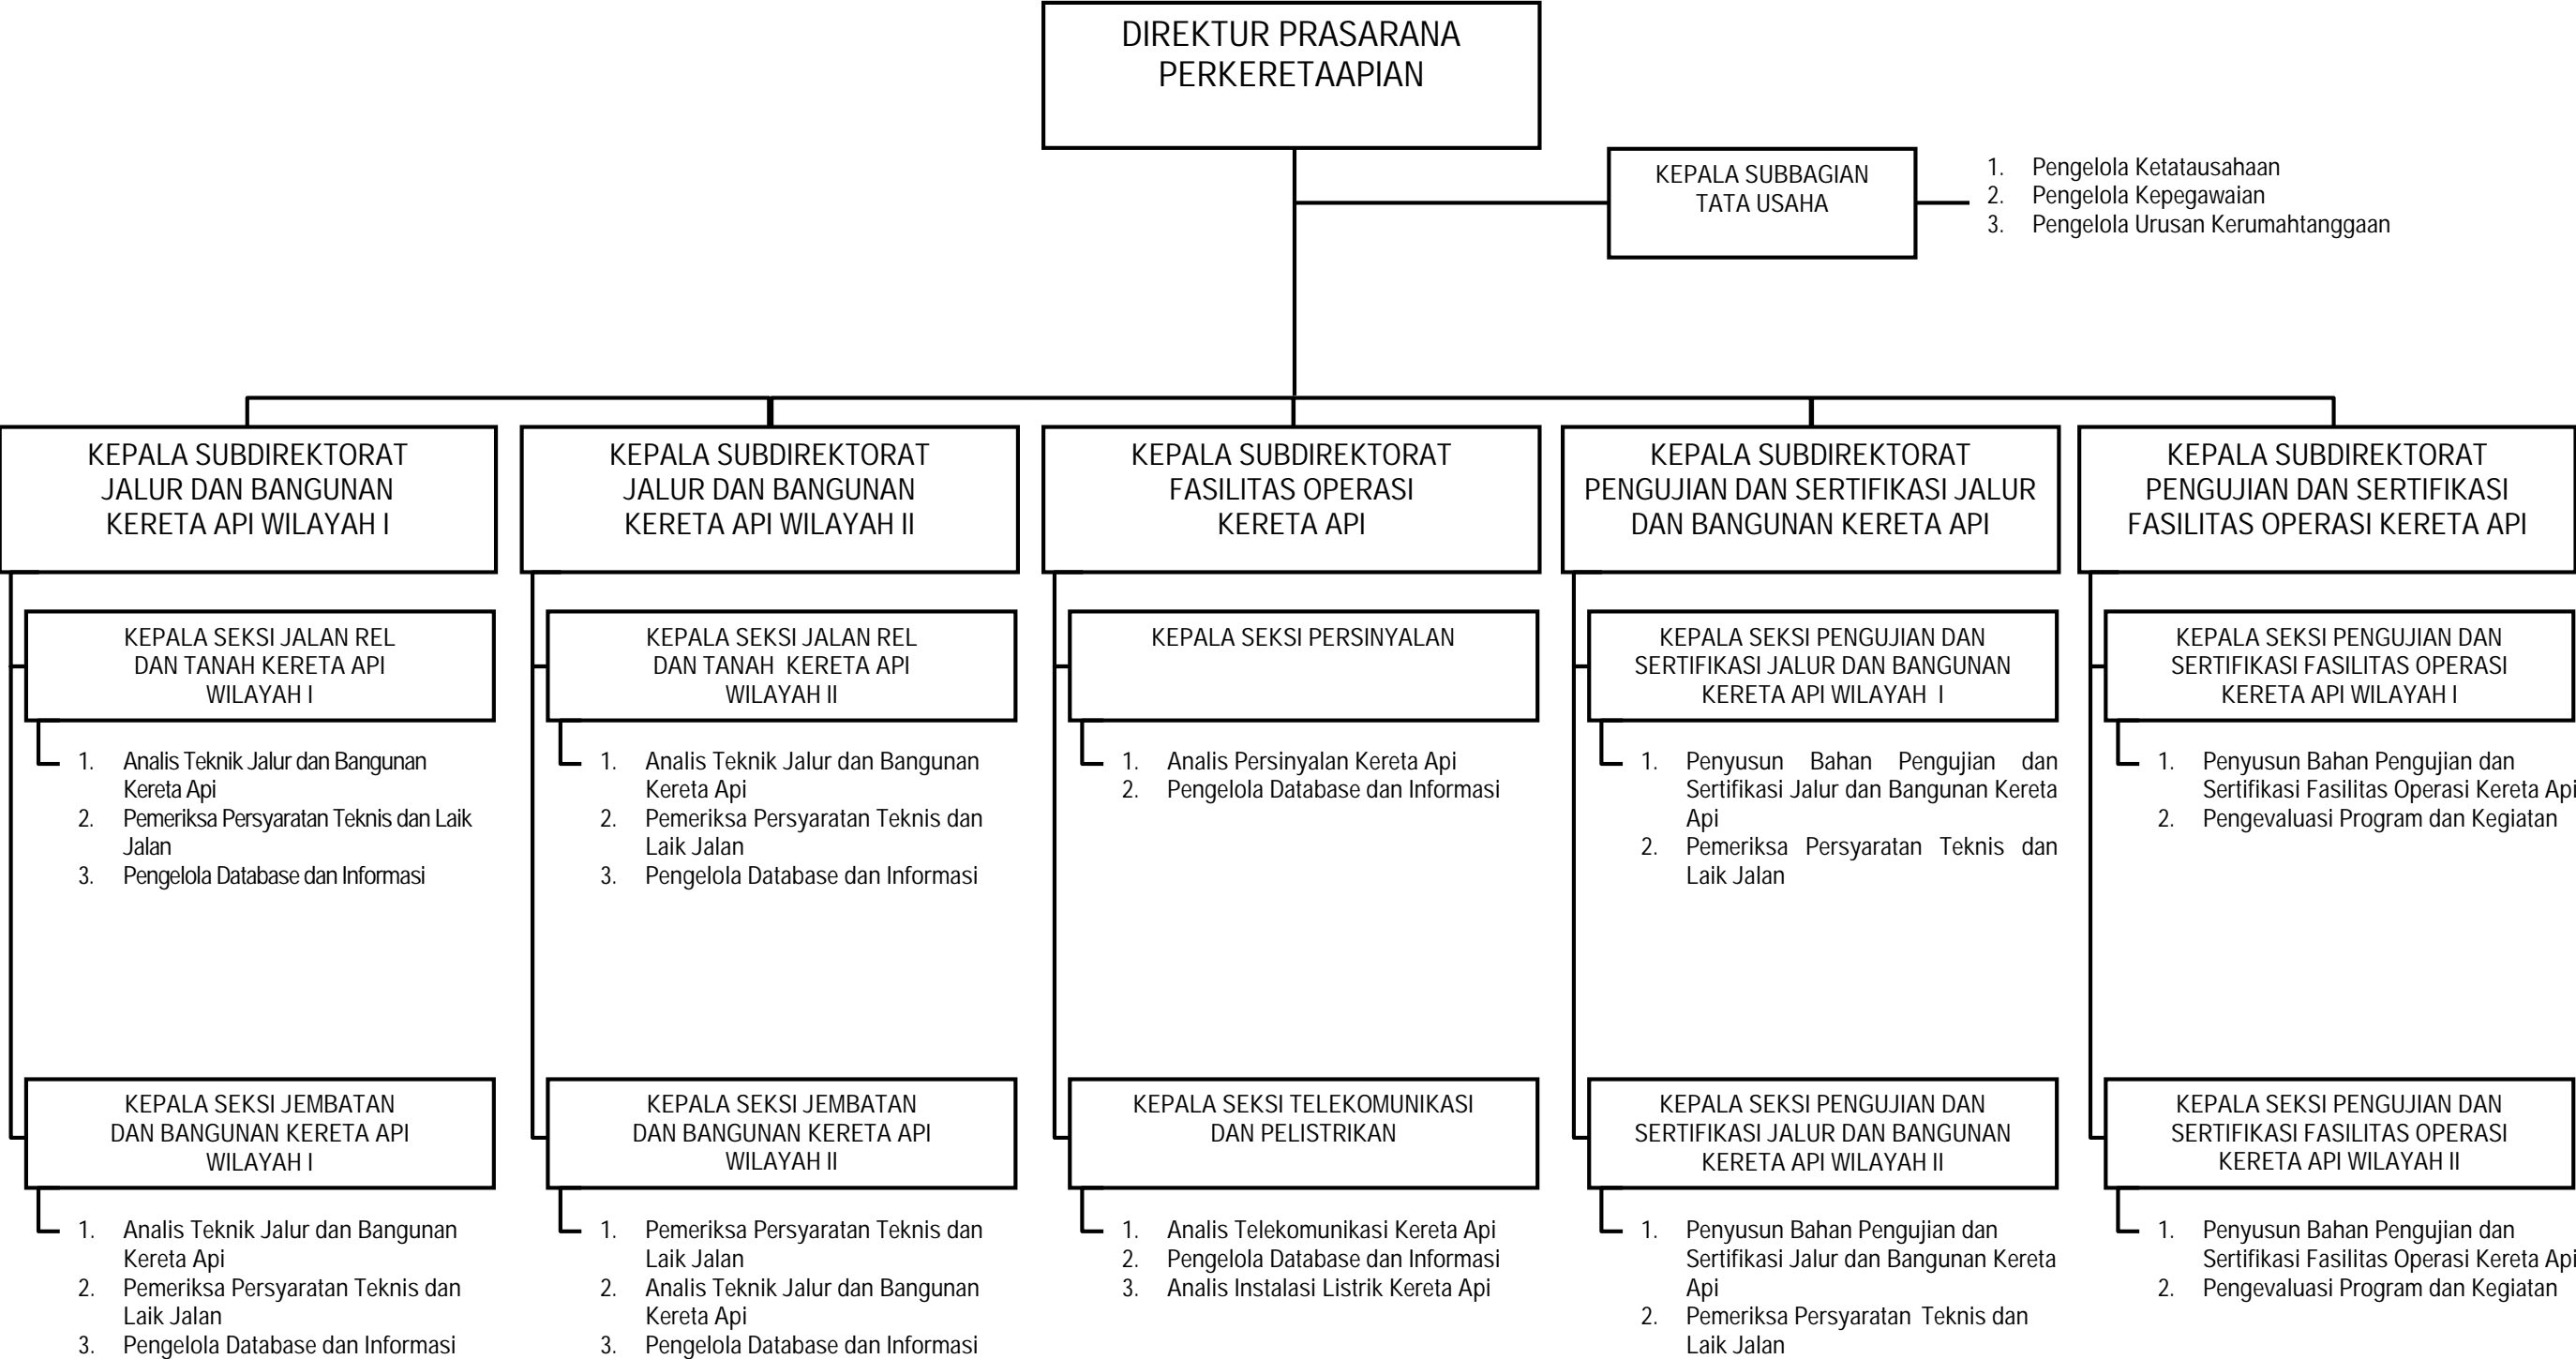 DIREKTUR PRASARANA
PERKERETAAPIAN
KEPALA SUBBAGIAN
TATA USAHA
1. Pengelola Ketatausahaan
2. Pengelola Kepegawaian
3. Pengelola Urusan Kerumahtanggaan
KEPALA SUBDIREKTORAT
JALUR DAN BANGUNAN
KERETA API WILAYAH I
KEPALA SEKSI JALAN REL
DAN TANAH KERETA API
WILAYAH I
1. Analis Teknik Jalur dan Bangunan
Kereta Api
2. Pemeriksa Persyaratan Teknis dan Laik
Jalan
3. Pengelola Database dan Informasi
KEPALA SEKSI JEMBATAN
DAN BANGUNAN KERETA API
WILAYAH I
1. Analis Teknik Jalur dan Bangunan
Kereta Api
2. Pemeriksa Persyaratan Teknis dan
Laik Jalan
3. Pengelola Database dan Informasi
KEPALA SUBDIREKTORAT
JALUR DAN BANGUNAN
KERETA API WILAYAH II
KEPALA SEKSI JALAN REL
DAN TANAH KERETA API
WILAYAH II
1. Analis Teknik Jalur dan Bangunan
Kereta Api
2. Pemeriksa Persyaratan Teknis dan
Laik Jalan
3. Pengelola Database dan Informasi
KEPALA SEKSI JEMBATAN
DAN BANGUNAN KERETA API
WILAYAH II
1. Pemeriksa Persyaratan Teknis dan
Laik Jalan
2. Analis Teknik Jalur dan Bangunan
Kereta Api
3. Pengelola Database dan Informasi
KEPALA SUBDIREKTORAT
FASILITAS OPERASI
KERETA API
KEPALA SEKSI PERSINYALAN
1. Analis Persinyalan Kereta Api
2. Pengelola Database dan Informasi
KEPALA SEKSI TELEKOMUNIKASI
DAN PELISTRIKAN
1. Analis Telekomunikasi Kereta Api
2. Pengelola Database dan Informasi
3. Analis Instalasi Listrik Kereta Api
KEPALA SUBDIREKTORAT
PENGUJIAN DAN SERTIFIKASI JALUR
DAN BANGUNAN KERETA API
KEPALA SEKSI PENGUJIAN DAN
SERTIFIKASI JALUR DAN BANGUNAN
KERETA API WILAYAH I
1. Penyusun Bahan Pengujian dan
Sertifikasi Jalur dan Bangunan Kereta
Api
2. Pemeriksa Persyaratan Teknis dan
Laik Jalan
KEPALA SEKSI PENGUJIAN DAN
SERTIFIKASI JALUR DAN BANGUNAN
KERETA API WILAYAH II
1. Penyusun Bahan Pengujian dan
Sertifikasi Jalur dan Bangunan Kereta
Api
2. Pemeriksa Persyaratan Teknis dan
Laik Jalan
KEPALA SUBDIREKTORAT
PENGUJIAN DAN SERTIFIKASI
FASILITAS OPERASI KERETA API
KEPALA SEKSI PENGUJIAN DAN
SERTIFIKASI FASILITAS OPERASI
KERETA API WILAYAH I
1. Penyusun Bahan Pengujian dan
Sertifikasi Fasilitas Operasi Kereta Api
2. Pengevaluasi Program dan Kegiatan
KEPALA SEKSI PENGUJIAN DAN
SERTIFIKASI FASILITAS OPERASI
KERETA API WILAYAH II
1. Penyusun Bahan Pengujian dan
Sertifikasi Fasilitas Operasi Kereta Api
2. Pengevaluasi Program dan Kegiatan